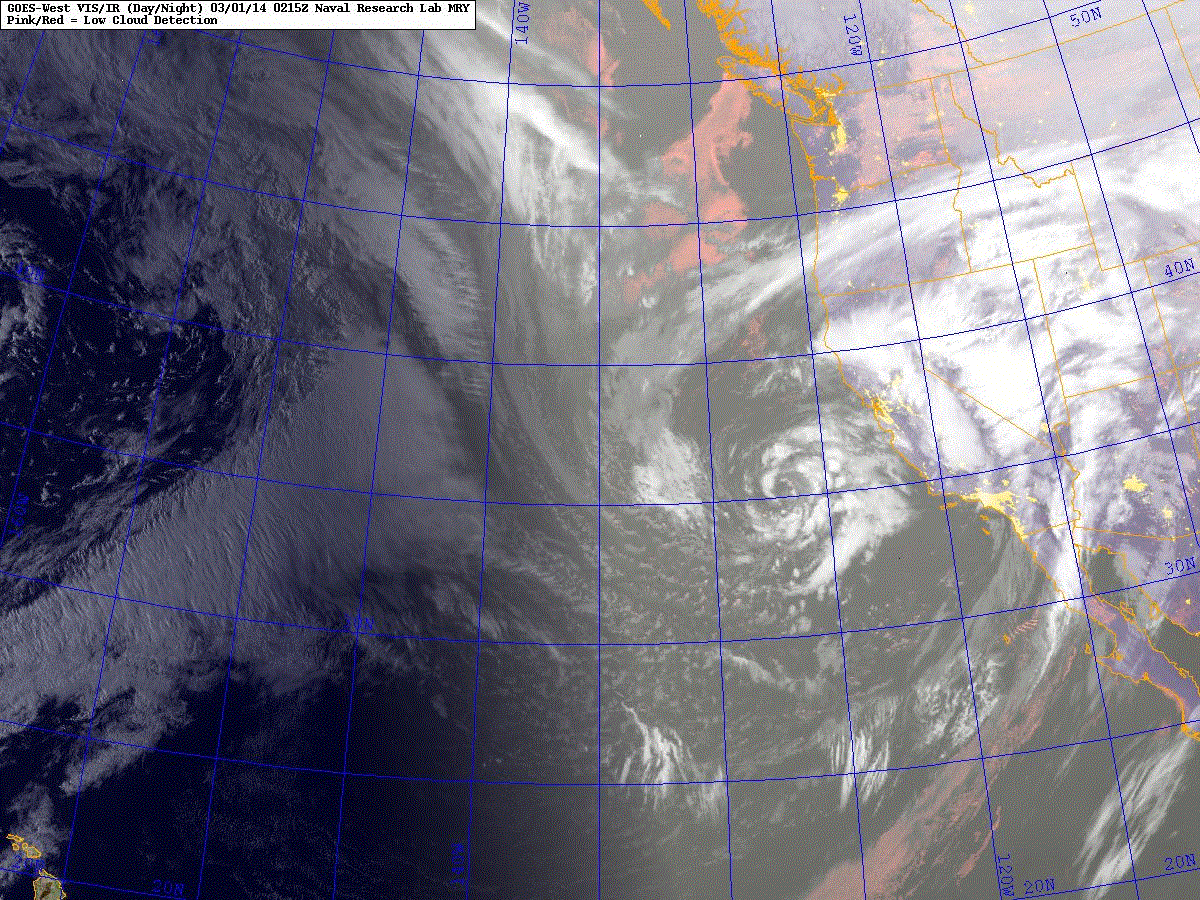 GOES-West VIS/IR (Day/Night) 03/01/14 0215Z Naval Research Lab MRY
Pink/Red = Low Cloud Detection
140W
120W
50N
40N
30N
20N
20N
120W
20N